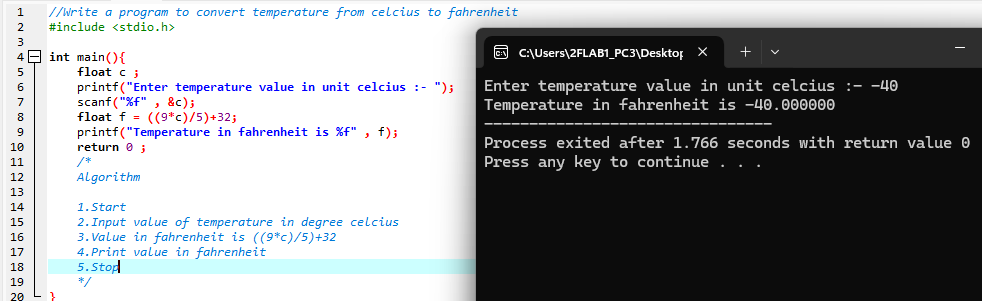 //Write a program to convert temperature from celcius to fahrenheit
#include <stdio.h>
int main(){
float c ;
printf("Enter temperature value in unit celcius :- ");
scanf("%f" , &c);
float f = ((9*c)/5)+32;
printf("Temperature in fahrenheit is %f" , f);
return 0 ;
/*
Algorithm
1.Start
2.Input value of temperature in degree celcius
3.Value in fahrenheit is ((9*c)/5)+32
4.Print value in fahrenheit
5.Stop
*/
}
1
2
3
4
5
6
7
8
9
10
11
12
13
14
15
16
17
18
19
20
C:\Users\2FLAB1_PC3\Desktop
Enter temperature value in unit celcius :- -40
Temperature in fahrenheit is -40.000000
--------------------------------
Process exited after 1.766 seconds with return value 0
Press any key to continue . . .